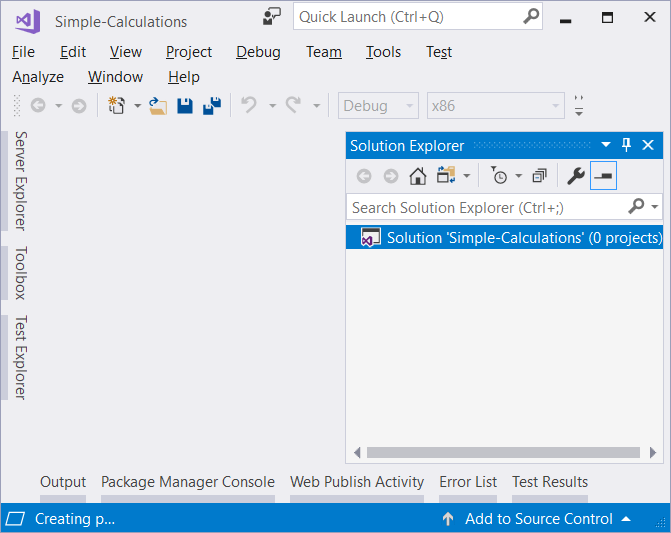 Simple-Calculations
Quick Launch (Ctrl+Q)
File Edit View Project Debug Team Tools Test
Analyze Window Help
Debug x86
Server Explorer
Toolbox
Test Explorer
Solution Explorer
Search Solution Explorer (Ctrl+;)
Solution 'Simple-Calculations' (0 projects)
Output Package Manager Console Web Publish Activity Error List Test Results
Creating p... Add to Source Control